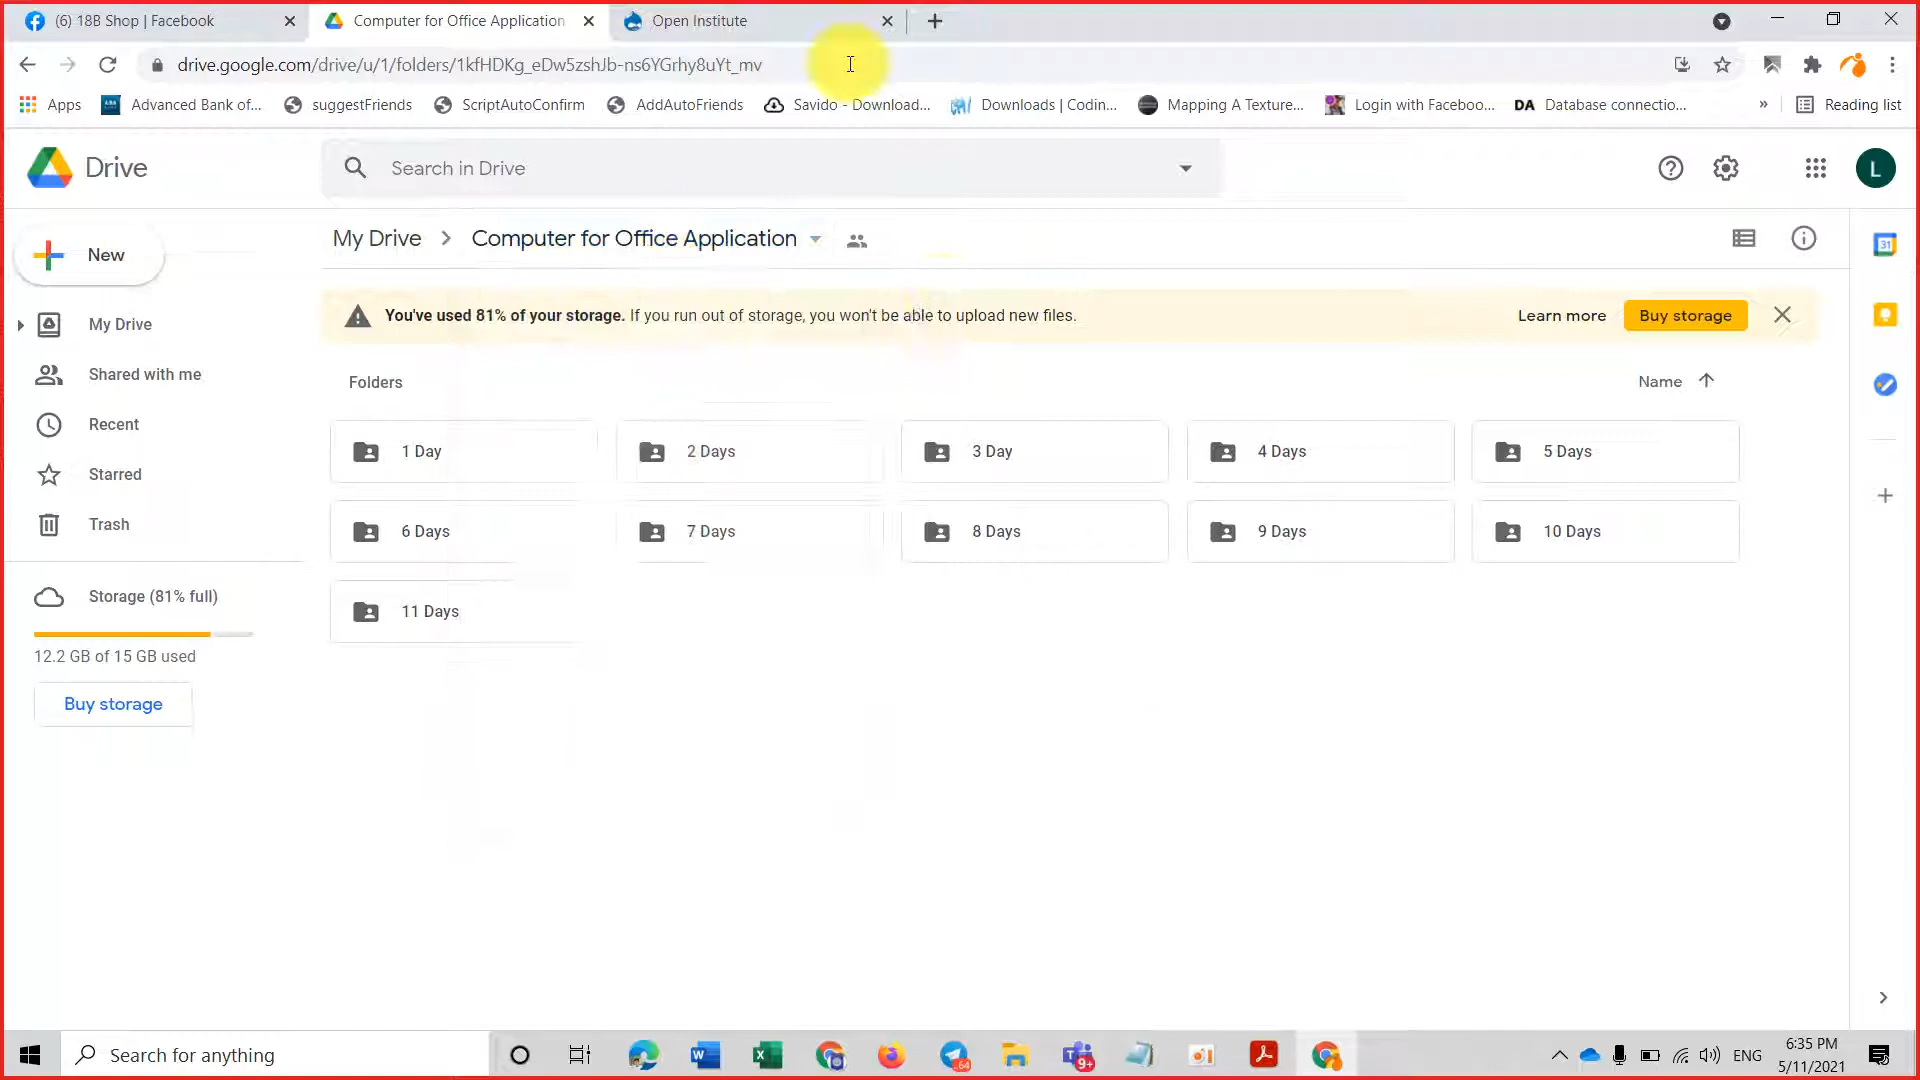 (6) 18B Shop | Facebook
Computer for Office Application
Open Institute
drive.google.com/drive/u/1/folders/1kfHDKg_eDw5zshJb-ns6YGrhy8uYt_mv
Apps
Advanced Bank of...
suggestFriends
ScriptAutoConfirm
AddAutoFriends
Savido - Download...
Downloads | Codin...
Mapping A Texture...
Login with Faceboo...
DA Database connectio...
»
Reading list
Drive
Search in Drive
L
New
My Drive > Computer for Office Application
31
You've used 81% of your storage. If you run out of storage, you won't be able to upload new files.
Learn more
Buy storage
My Drive
Shared with me
Recent
Starred
Trash
Storage (81% full)
12.2 GB of 15 GB used
Buy storage
Folders
Name
1 Day
2 Days
3 Day
4 Days
5 Days
6 Days
7 Days
8 Days
9 Days
10 Days
11 Days
Search for anything
64
9+
ENG
6:35 PM
5/11/2021